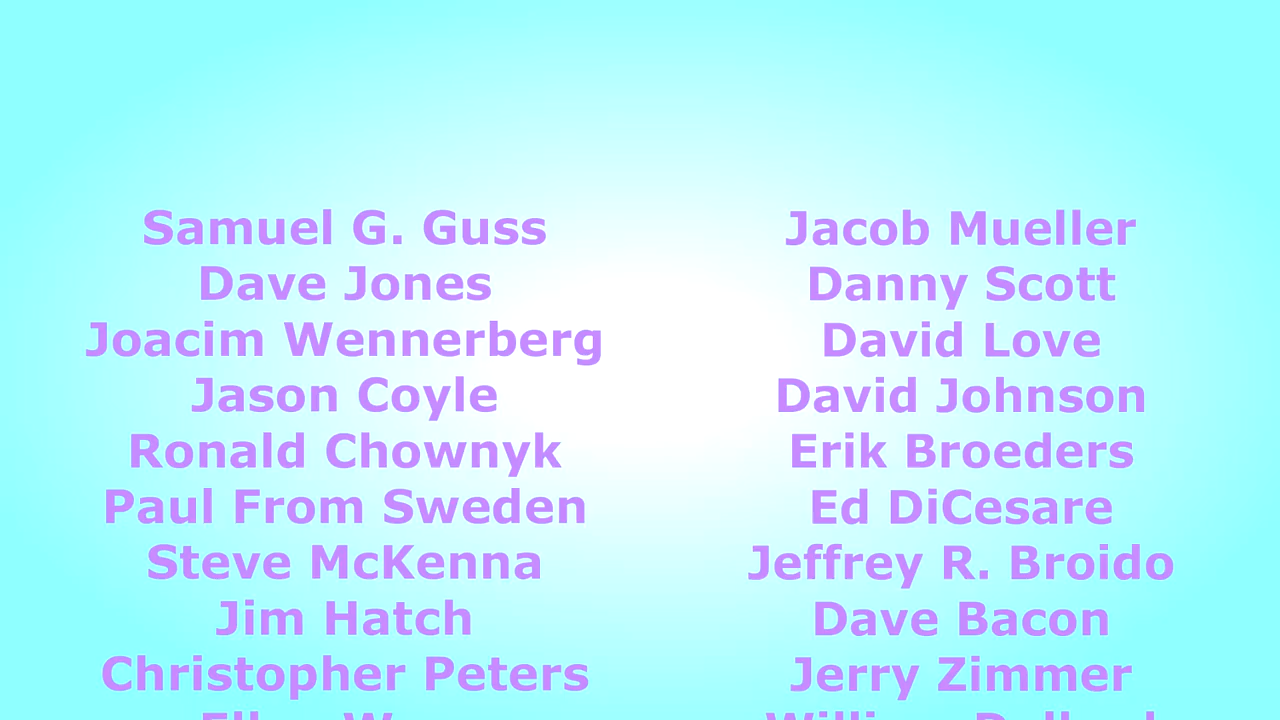 Samuel G. Guss
Dave Jones
Joacim Wennerberg
Jason Coyle
Ronald Chownyk
Paul From Sweden
Steve McKenna
Jim Hatch
Christopher Peters
Jacob Mueller
Danny Scott
David Love
David Johnson
Erik Broeders
Ed DiCesare
Jeffrey R. Broido
Dave Bacon
Jerry Zimmer